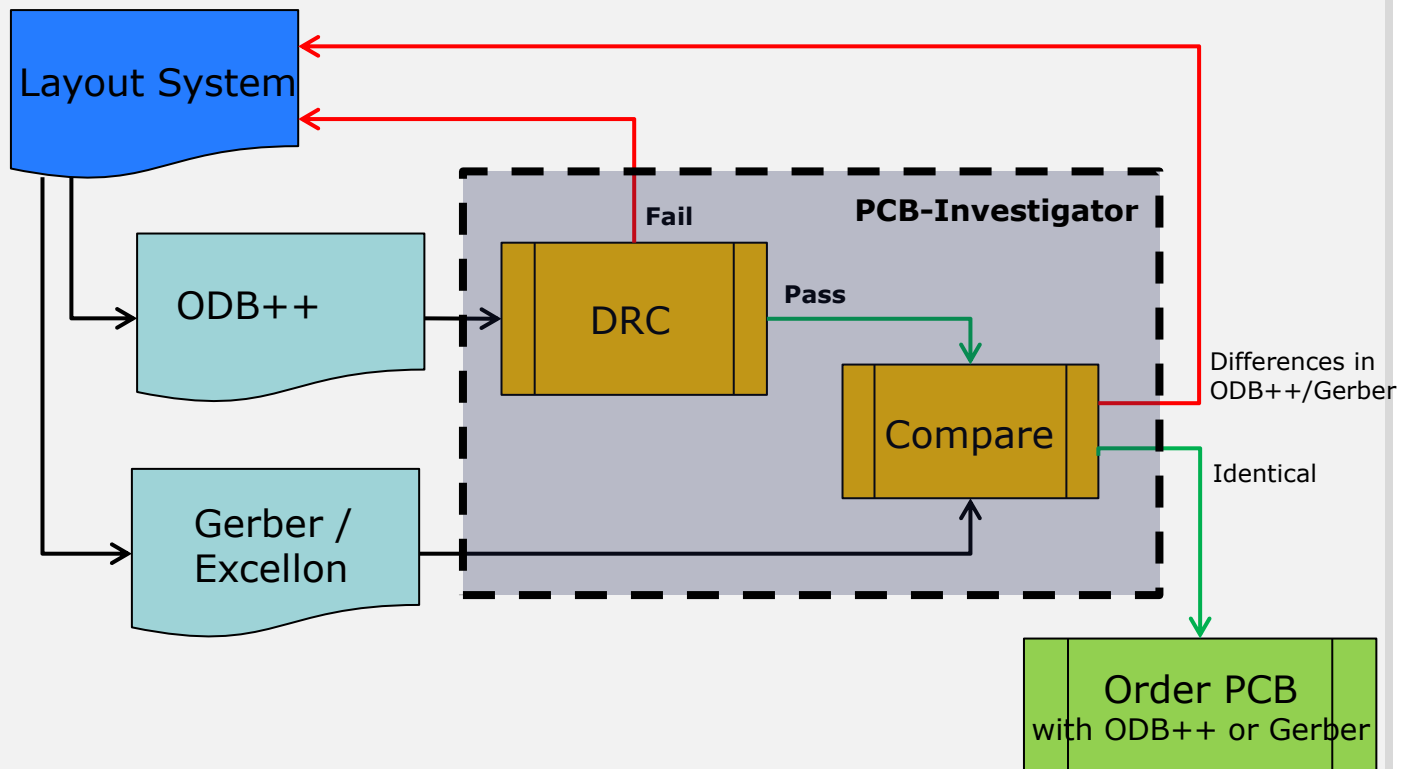 Layout System
Fail
PCB-Investigator
ODB++
DRC
Pass
Differences in
ODB++/Gerber
Compare
Identical
Gerber /
Excellon
Order PCB
with ODB++ or Gerber